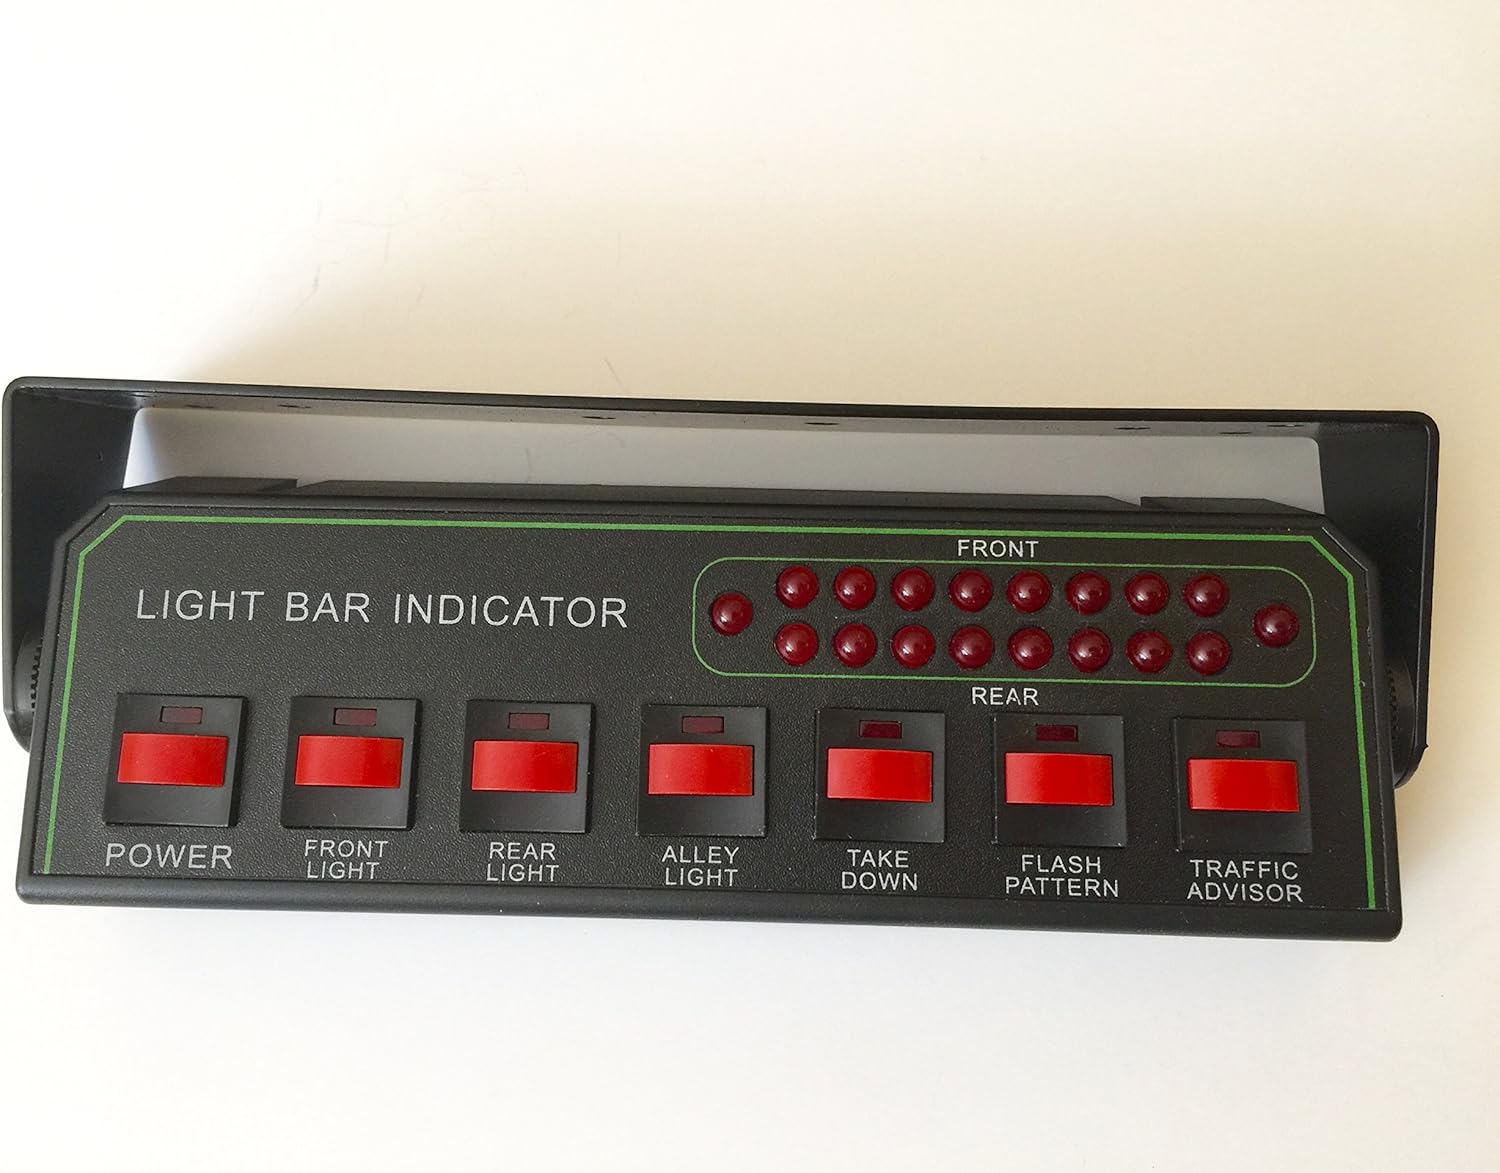 FRONT
LIGHT BAR INDICATOR
REAR
POWER
FRONT
LIGHT
REAR
LIGHT
ALLEY
LIGHT
TAKE
DOWN
FLASH
PATTERN
TRAFFIC
ADVISOR